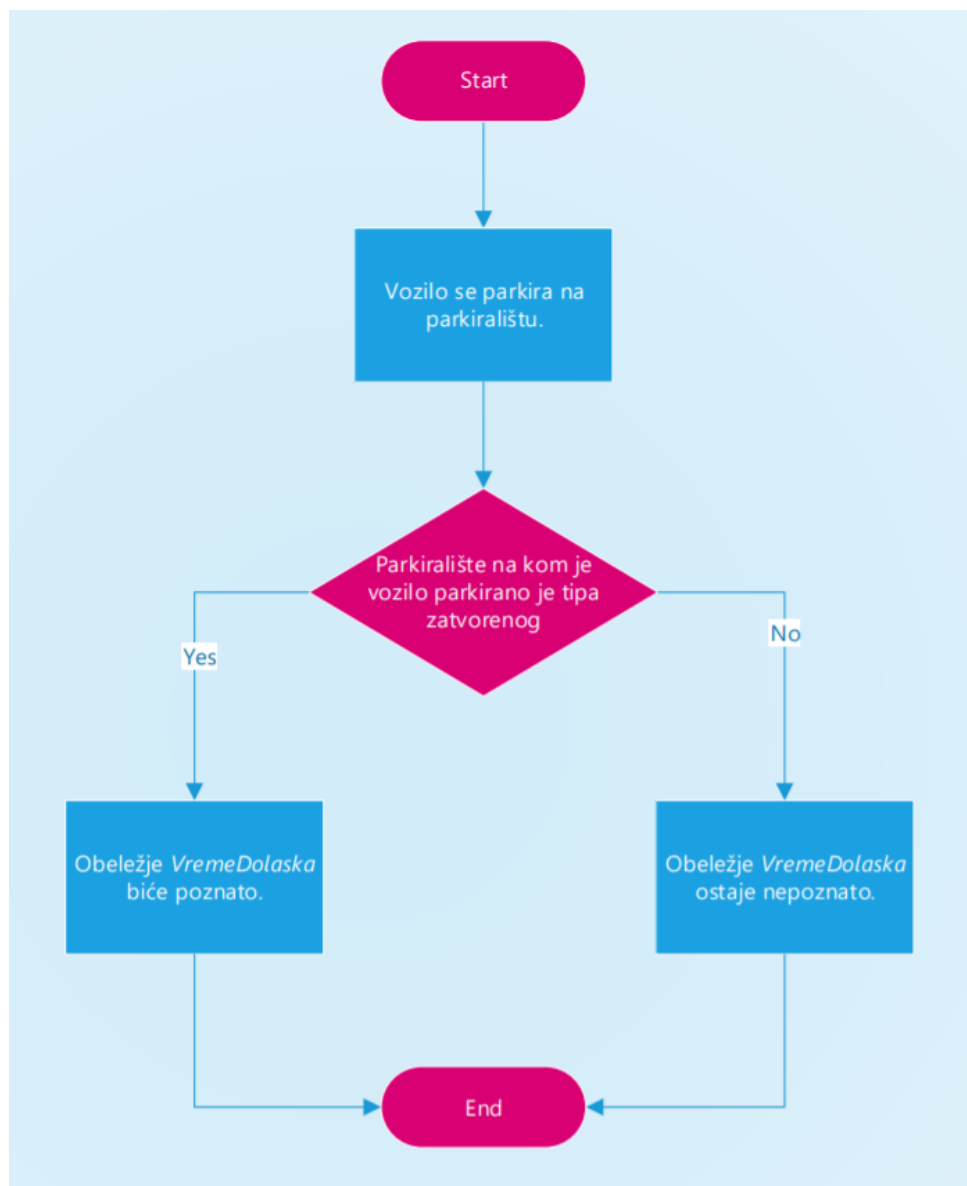 Start
Vozilo se parkira na
parkiralištu.
Parkiralište na kom je
vozilo parkirano je tipa
zatvorenog
Yes
No
Obeležje VremeDolaska
biće poznato.
Obeležje VremeDolaska
ostaje nepoznato.
End